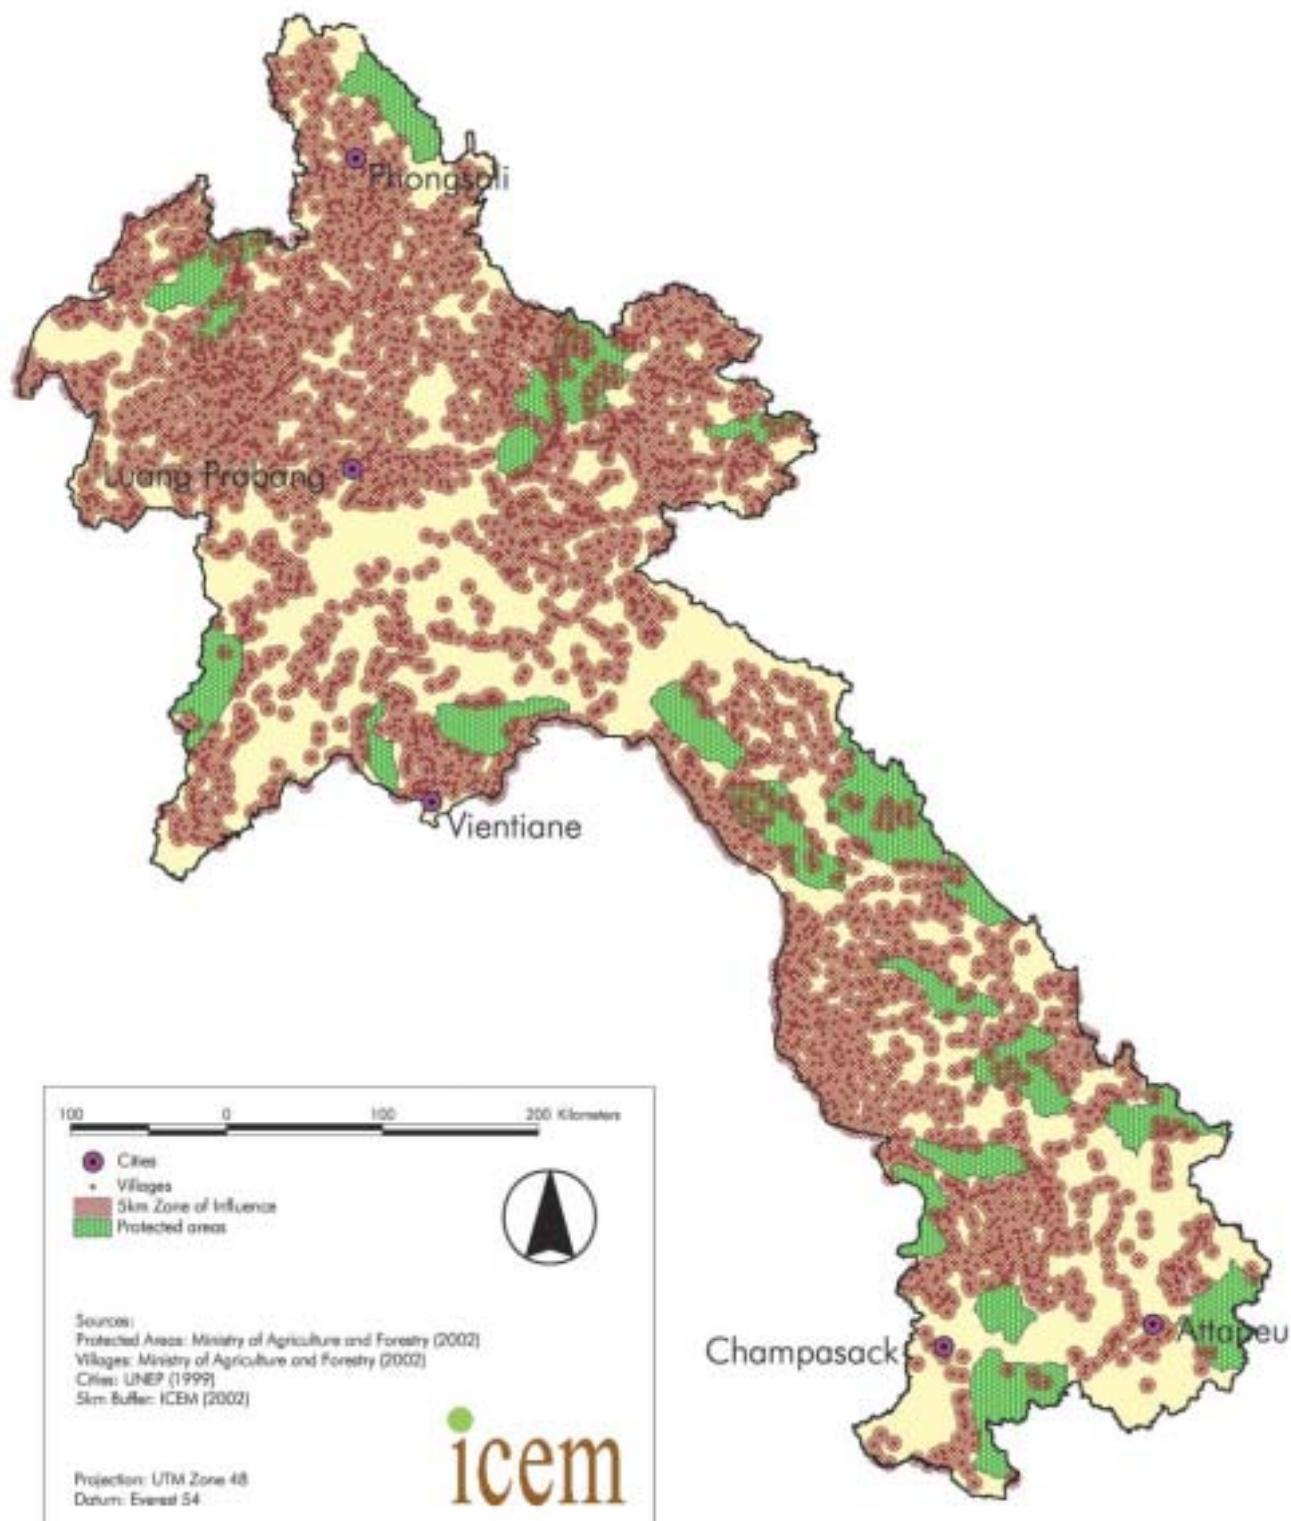 Phongsali
Luang Prabang
Vientiane
100 0 100 200 Kilometers
Cities
Villages
5km Zone of Influence
Protected areas
Sources:
Protected Areas: Ministry of Agriculture and Forestry (2002)
Villages: Ministry of Agriculture and Forestry (2002)
Cities: UNEP (1999)
5km Buffer: ICEM (2002)
icem
Projection: UTM Zone 48
Datum: Everest 54
Champasack
Attapeu